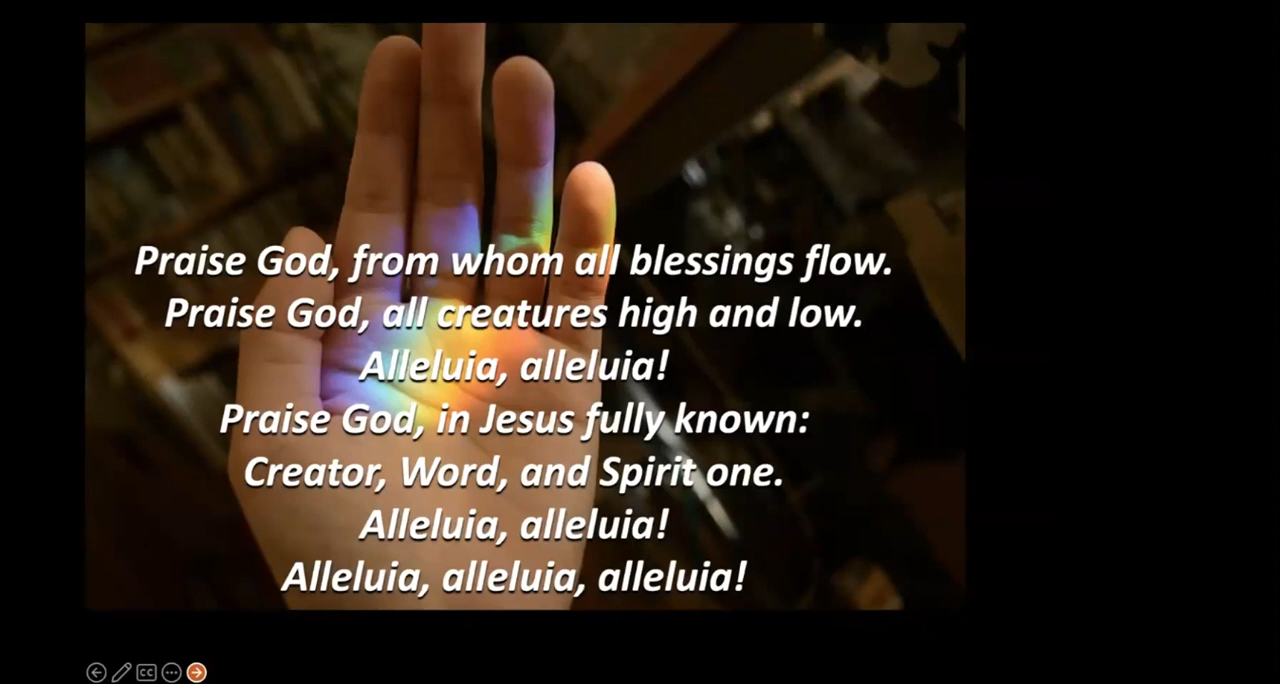 Praise God, from whom all blessings flow.
Praise God, all creatures high and low.
Alleluia, alleluia!
Praise God, in Jesus fully known:
Creator, Word, and Spirit one.
Alleluia, alleluia!
Alleluia, alleluia, alleluia!
CC